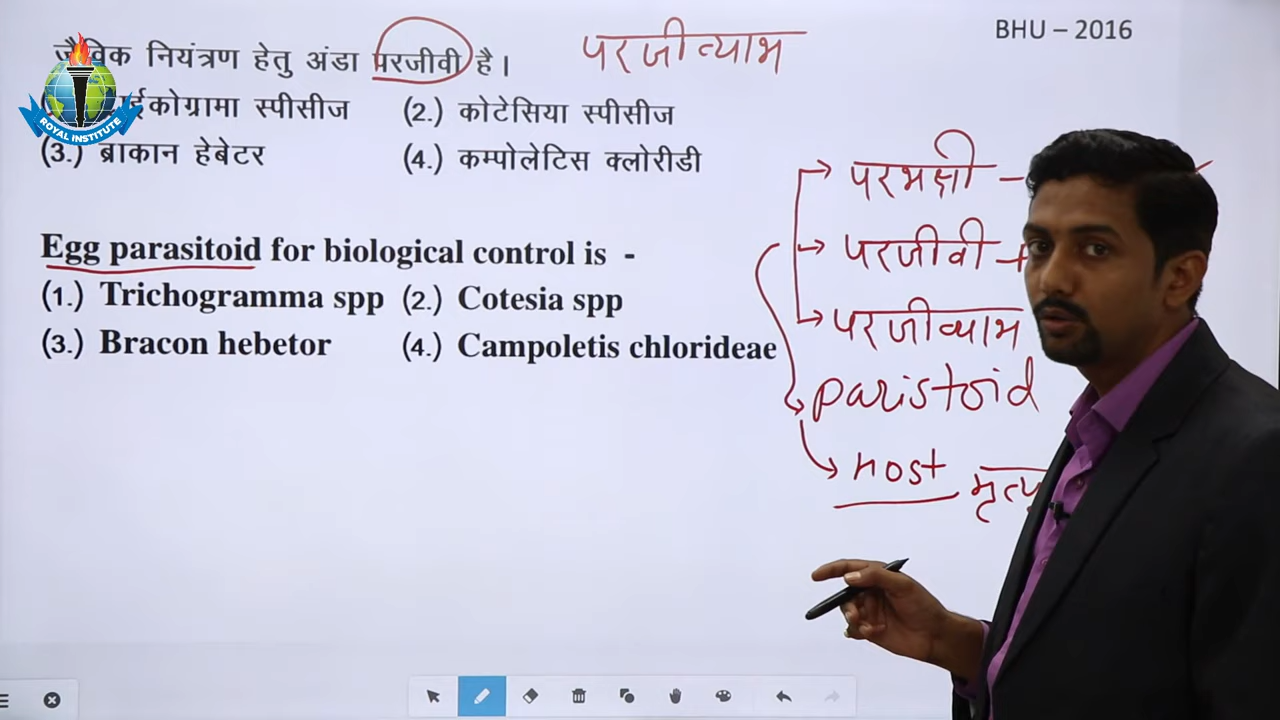 BHU – 2016
जैविक नियंत्रण हेतु अंडा परजीवी है।
परजीव्याभ
ROYAL INSTITUTE
ट्राईकोग्रामा स्पीसीज (2.) कोटेसिया स्पीसीज
(3.) ब्राकान हेबेटर (4.) कम्पोलेटिस क्लोरीडी
Egg parasitoid for biological control is -
(1.) Trichogramma spp (2.) Cotesia spp
(3.) Bracon hebetor (4.) Campoletis chlorideae
परभक्षी –
परजीवी –
परजीव्याभ
paristoid
host